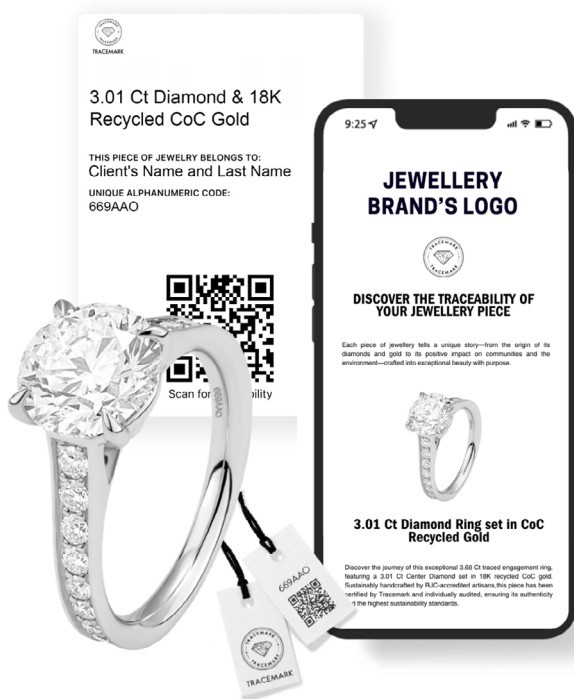 TRACEMARK
TRACEMARK
3.01 Ct Diamond & 18K
Recycled CoC Gold
THIS PIECE OF JEWELRY BELONGS TO:
Client's Name and Last Name
UNIQUE ALPHANUMERIC CODE:
669AAO
Scan for bility
669AAO
9:25
JEWELLERY
BRAND'S LOGO
TRACEMARK
TRACEMARK
DISCOVER THE TRACEABILITY OF
YOUR JEWELLERY PIECE
Each piece of jewellery tells a unique story—from the origin of its
diamonds and gold to its positive impact on communities and the
environment—crafted into exceptional beauty with purpose.
3.01 Ct Diamond Ring set in CoC
Recycled Gold
Discover the journey of this exceptional 3.68 Ct traced engagement ring,
featuring a 3.01 Ct Center Diamond set in 18K recycled CoC gold.
Sustainably handcrafted by RJC-accredited artisans, this piece has been
certified by Tracemark and individually audited, ensuring its authenticity
the highest sustainability standards.
669AAO
TRACEMARK
TRACEMARK